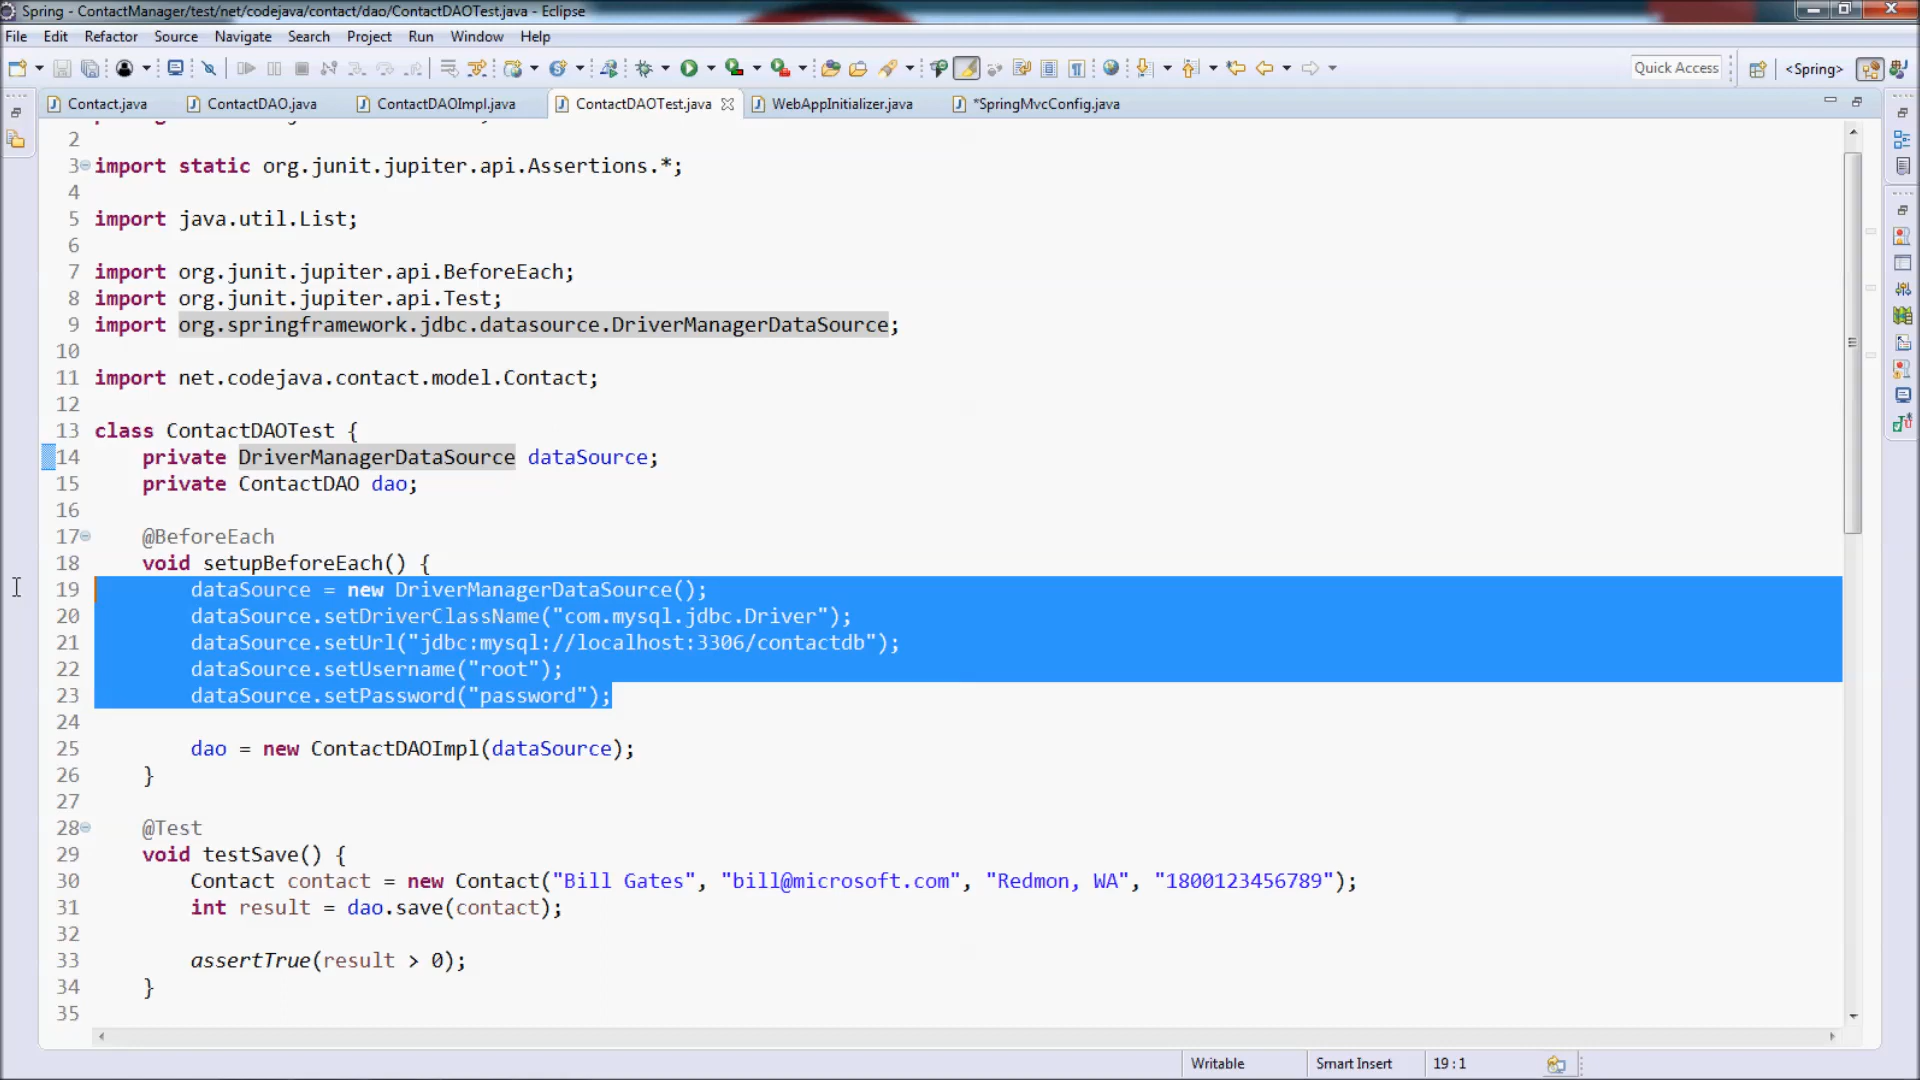 Spring - ContactManager/test/net/codejava/contact/dao/ContactDAOTest.java - Eclipse
File Edit Refactor Source Navigate Search Project Run Window Help
Quick Access <Spring>
Contact.java ContactDAO.java ContactDAOImpl.java ContactDAOTest.java WebAppInitializer.java *SpringMvcConfig.java
2
3 import static org.junit.jupiter.api.Assertions.*;
4
5 import java.util.List;
6
7 import org.junit.jupiter.api.BeforeEach;
8 import org.junit.jupiter.api.Test;
9 import org.springframework.jdbc.datasource.DriverManagerDataSource;
10
11 import net.codejava.contact.model.Contact;
12
13 class ContactDAOTest {
14 private DriverManagerDataSource dataSource;
15 private ContactDAO dao;
16
17 @BeforeEach
18 void setupBeforeEach() {
19 dataSource = new DriverManagerDataSource();
20 dataSource.setDriverClassName("com.mysql.jdbc.Driver");
21 dataSource.setUrl("jdbc:mysql://localhost:3306/contactdb");
22 dataSource.setUsername("root");
23 dataSource.setPassword("password");
24
25 dao = new ContactDAOImpl(dataSource);
26 }
27
28 @Test
29 void testSave() {
30 Contact contact = new Contact("Bill Gates", "bill@microsoft.com", "Redmon, WA", "1800123456789");
31 int result = dao.save(contact);
32
33 assertTrue(result > 0);
34 }
35
Writable Smart Insert 19 : 1